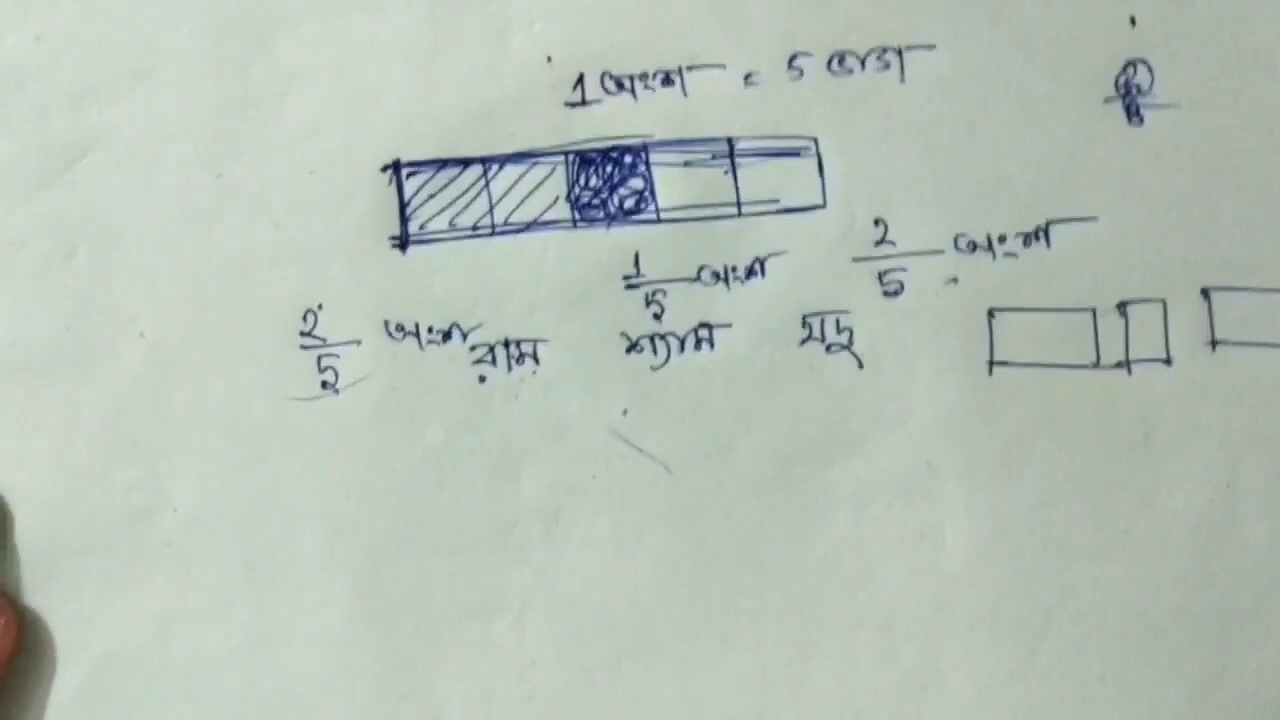 1 অংশ = 5 ভাগ
1/5 অংশ 2/5 অংশ
2/5 অংশ রাম শ্যাম যদু